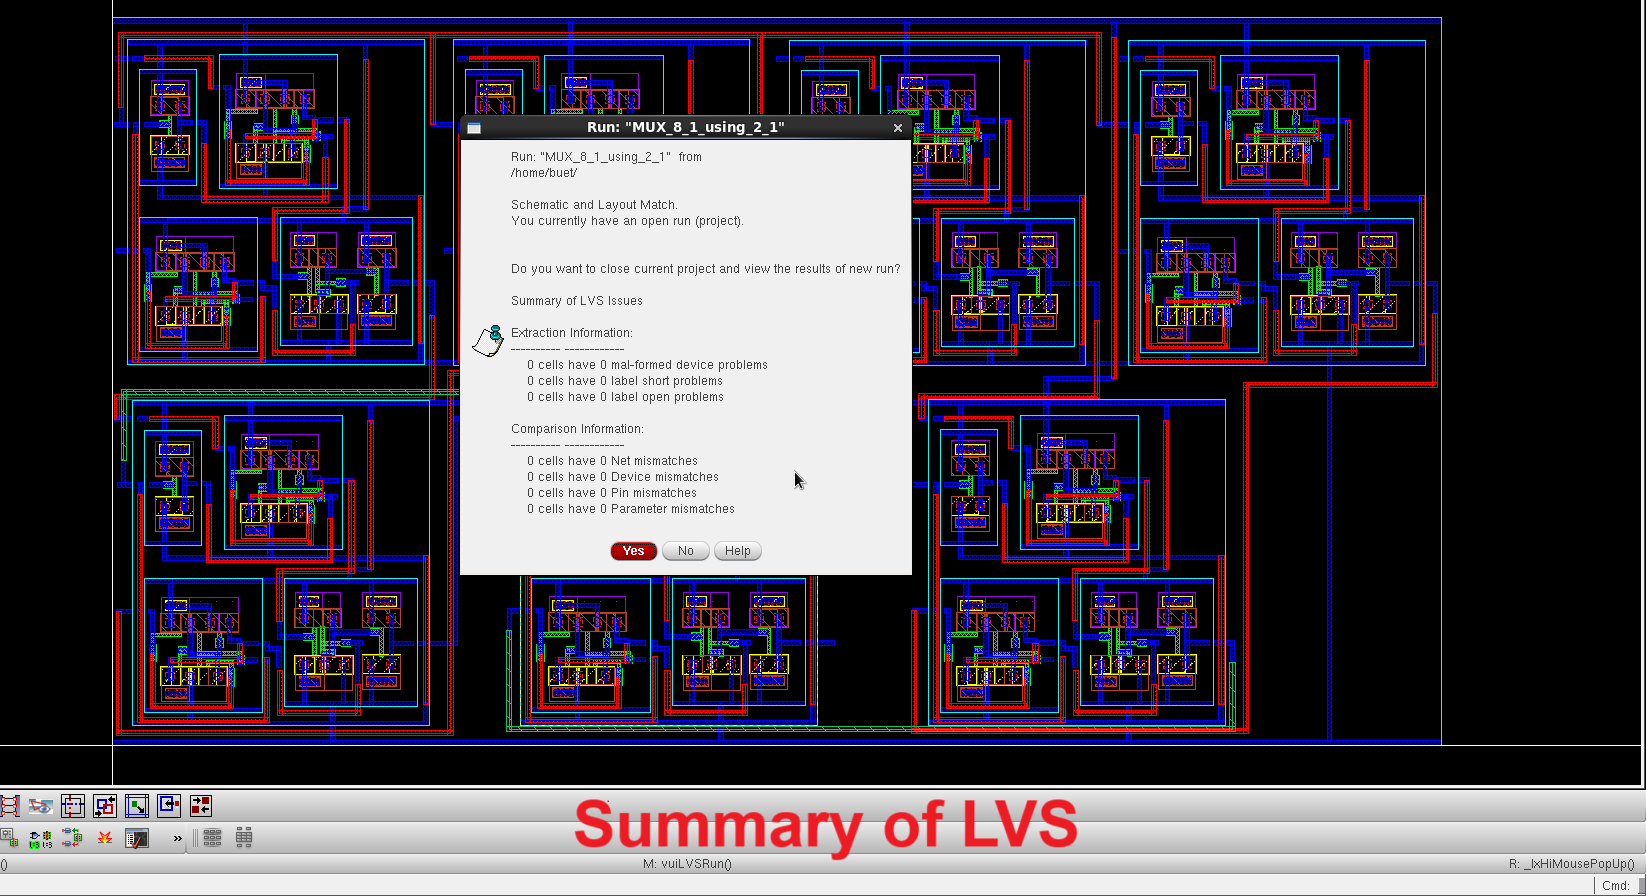 Run: "MUX_8_1_using_2_1"
Run: "MUX_8_1_using_2_1" from
/home/buet/
Schematic and Layout Match.
You currently have an open run (project).
Do you want to close current project and view the results of new run?
Summary of LVS Issues
Extraction Information:
---------- ------------
0 cells have 0 mal-formed device problems
0 cells have 0 label short problems
0 cells have 0 label open problems
Comparison Information:
---------- ------------
0 cells have 0 Net mismatches
0 cells have 0 Device mismatches
0 cells have 0 Pin mismatches
0 cells have 0 Parameter mismatches
Yes No Help
Summary of LVS
() M: vuiLVSRun() R: _lxHiMousePopUp()
Cmd: